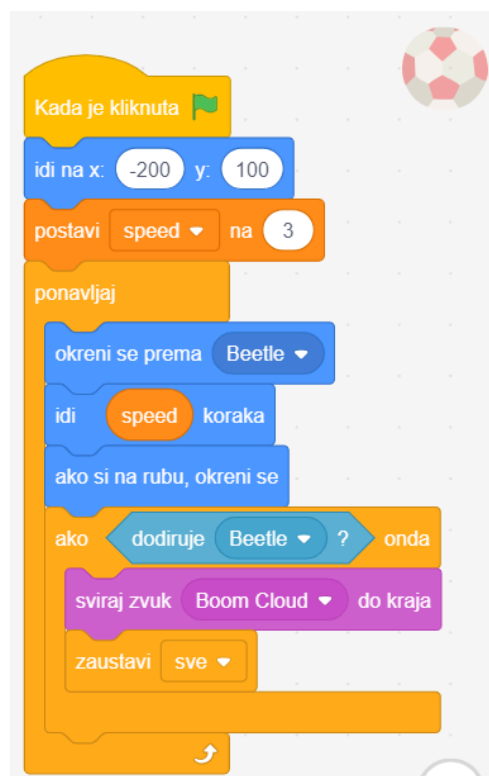 Kada je kliknuta
idi na x: -200 y: 100
postavi speed na 3
ponavljaj
okreni se prema Beetle
idi speed koraka
ako si na rubu, okreni se
ako dodiruje Beetle ? onda
sviraj zvuk Boom Cloud do kraja
zaustavi sve